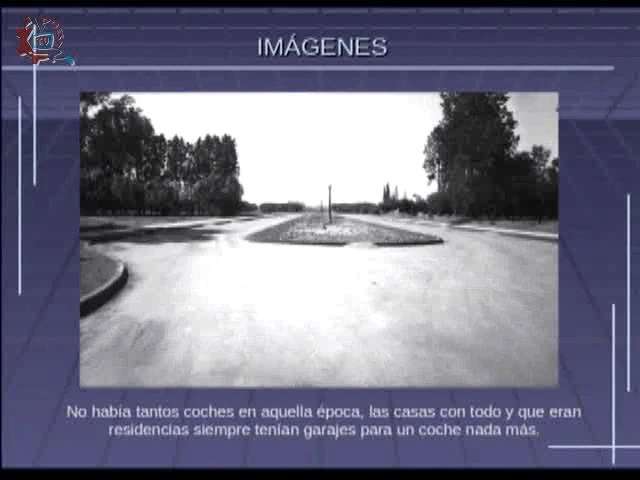 IMÁGENES
No había tantos coches en aquella época, las casas con todo y que eran
residencias siempre tenían garajes para un coche nada más.